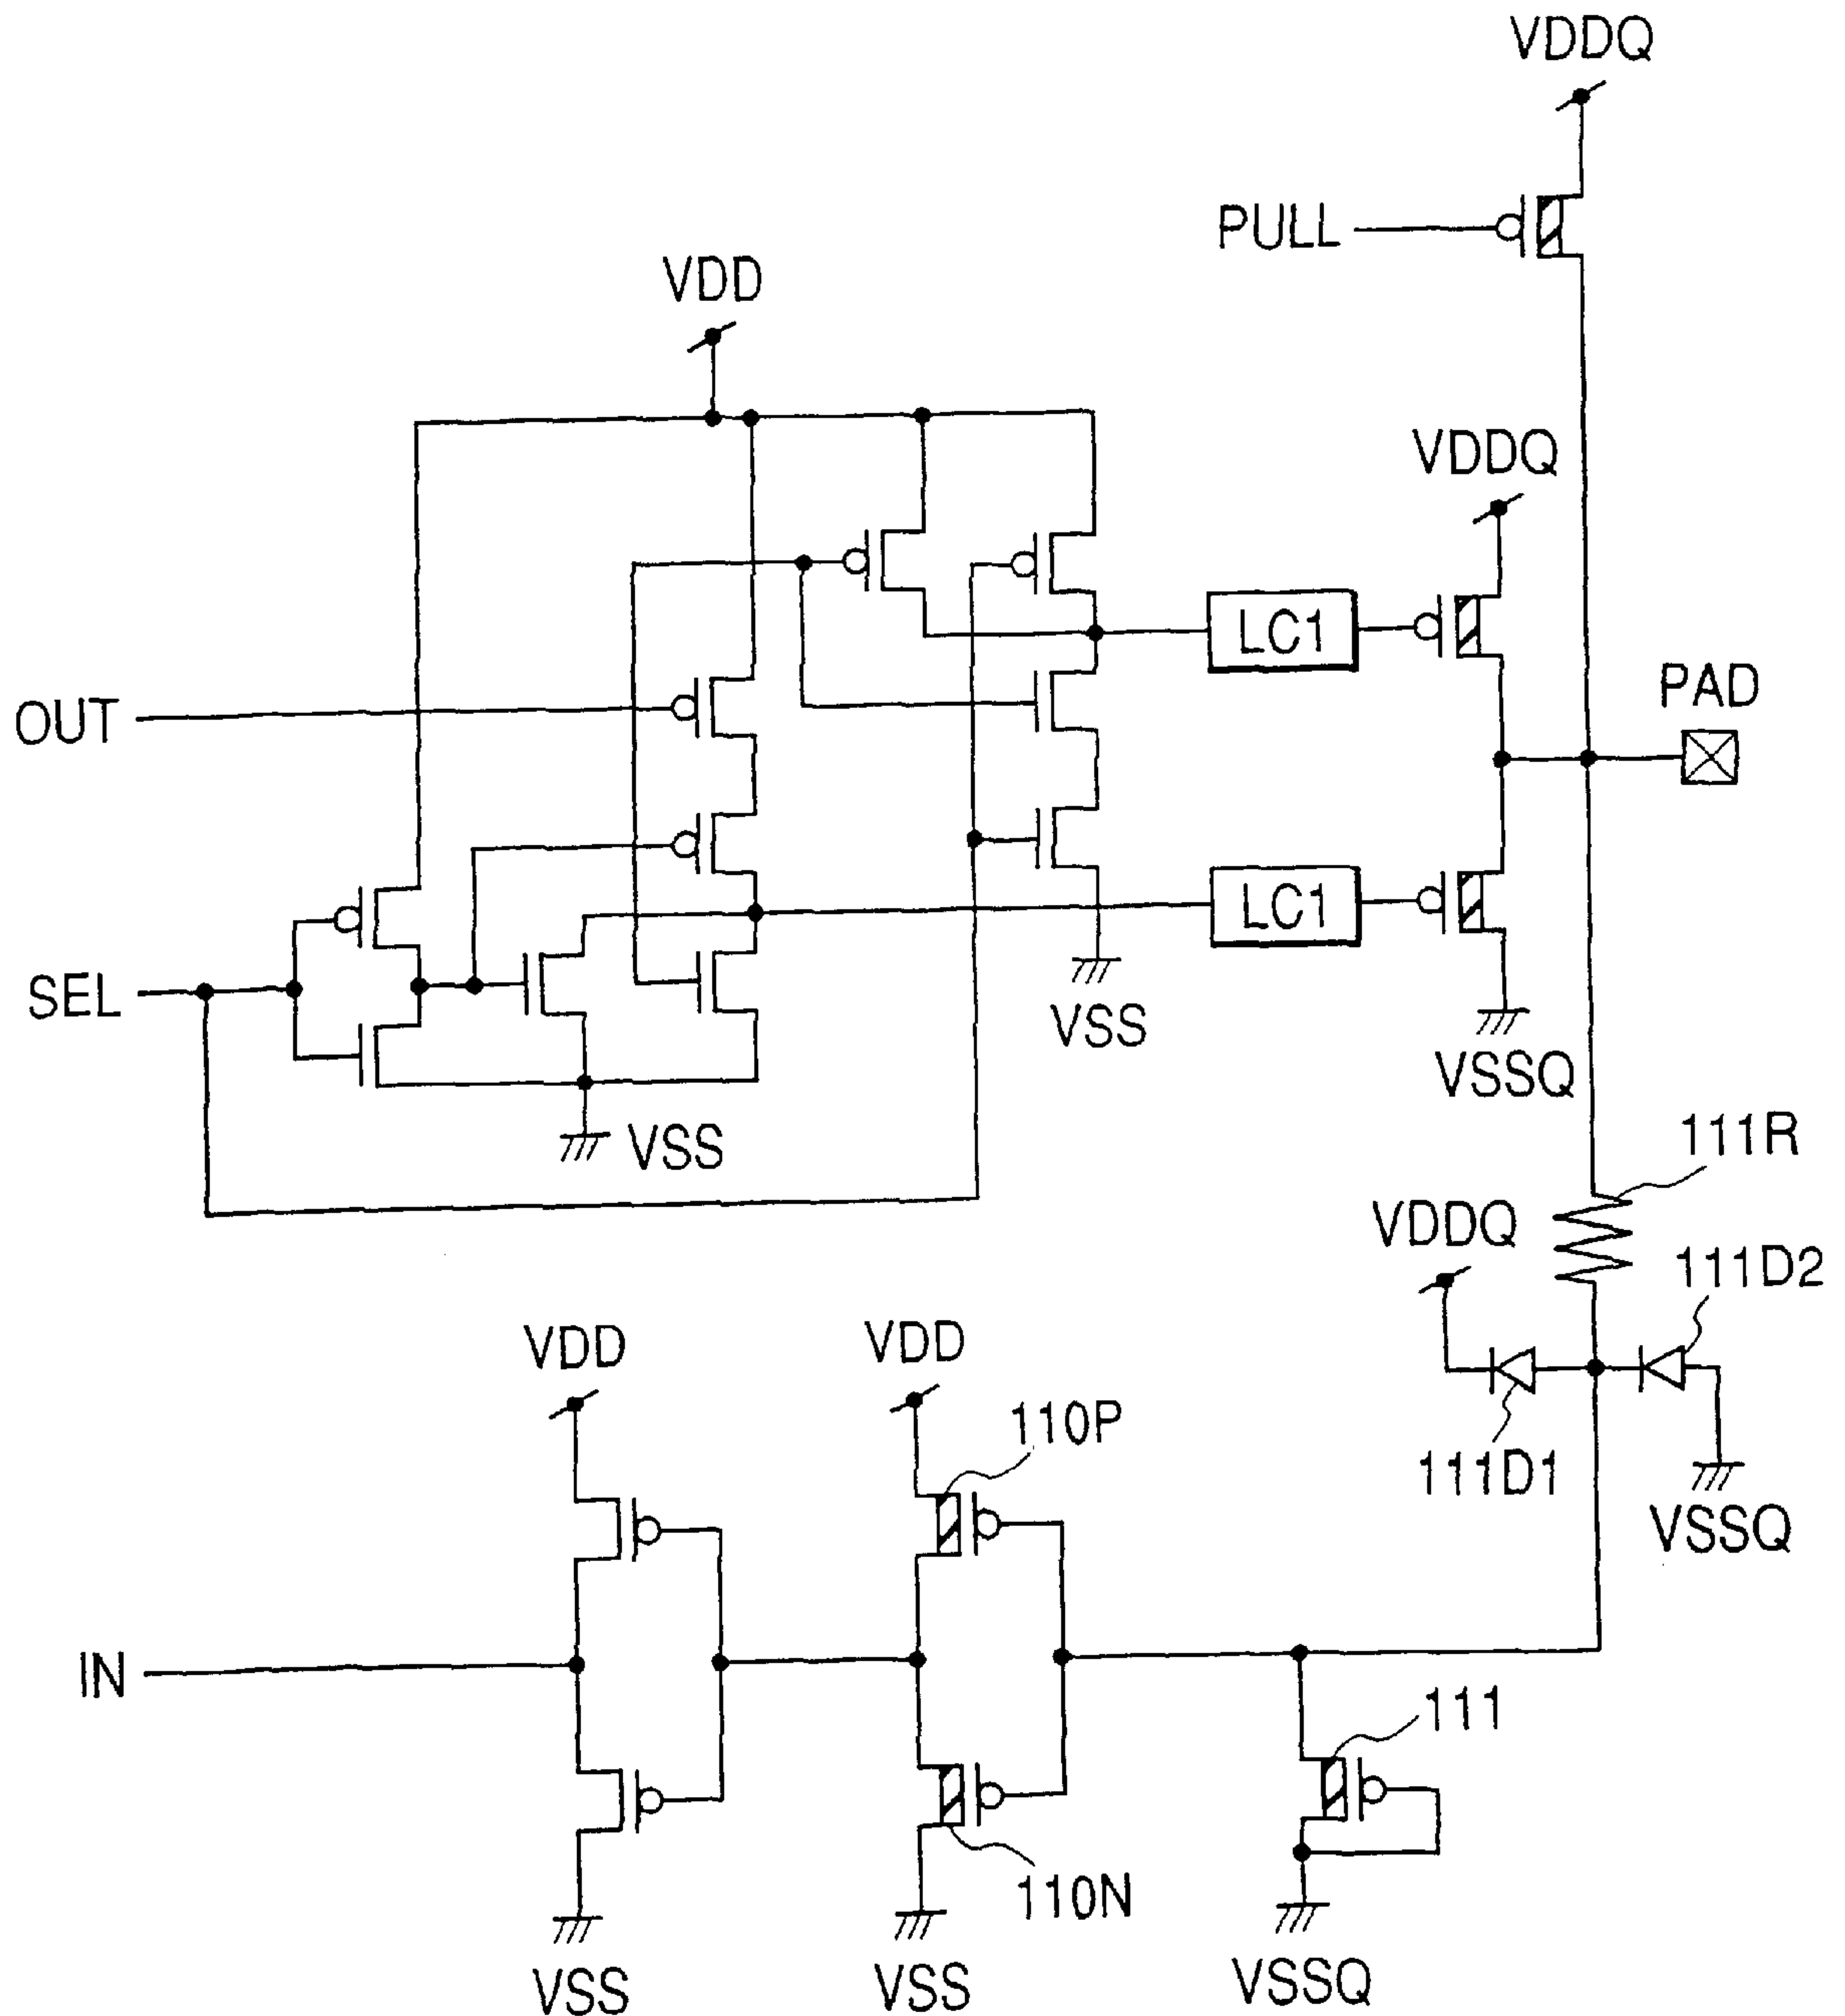 VDDQ
PULL
VDD
VDDQ
LC1
PAD
OUT
LC1
SEL
VSS
VSSQ
VSS
111R
VDDQ
111D2
VDD
VDD
110P
111D1
VSSQ
IN
111
110N
VSS
VSS
VSSQ